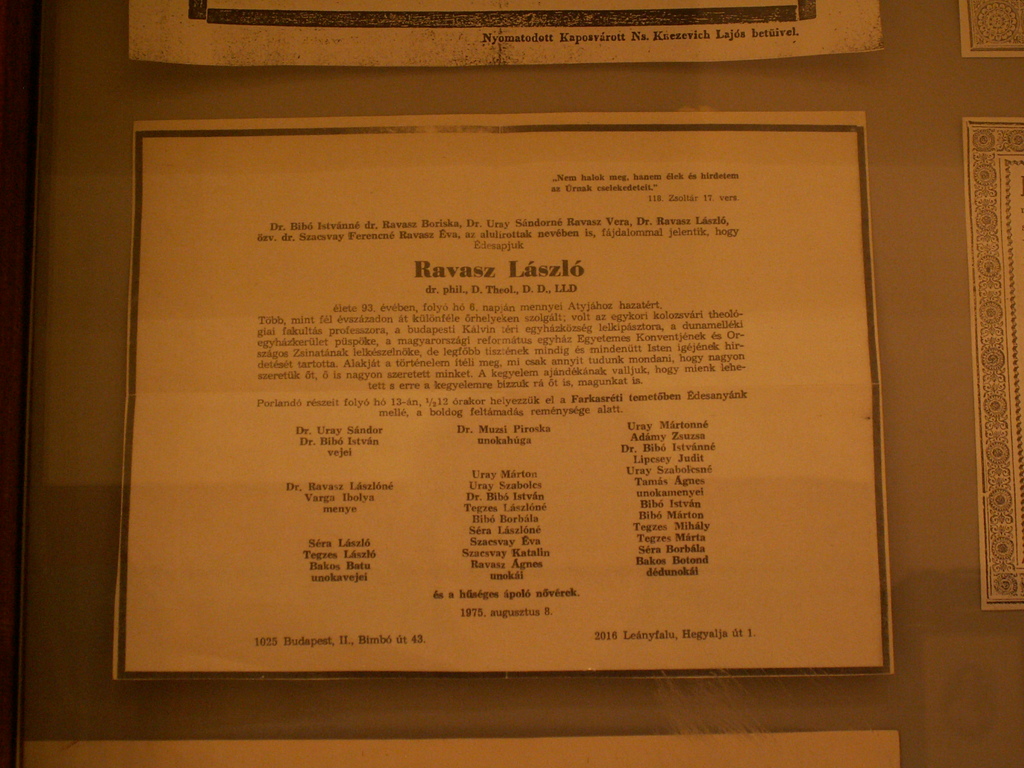 Nyomatodott Kaposvárott Ns. Knezevich Lajós betüivel.
„Nem halok meg, hanem élek és hirdetem
az Úrnak cselekedeteit."
118. Zsoltár 17. vers
Dr. Bibó Istvánné dr. Ravasz Boriska, Dr. Uray Sándorné Ravasz Vera, Dr. Ravasz László,
özv. dr. Szacsvay Ferencné Ravasz Éva, az alulírottak nevében is, fájdalommal jelentik, hogy
Édesapjuk
Ravasz László
dr. phil., D. Theol., D. D., LLD
élete 93. évében, folyó hó 6. napján mennyei Atyjához hazatért.
Több, mint fél évszázadon át különféle őrhelyeken szolgált: volt az egykori kolozsvári theoló-
giai fakultás professzora, a budapesti Kálvin téri egyházközség lelkipásztora, a dunamelléki
egyházkerület püspöke, a magyarországi református egyház Egyetemes Konventjének és Or-
szágos Zsinatának lelkészelnöke, de legfőbb tisztének mindig és mindenütt Isten igéjének hir-
detését tartotta. Alakját a történelem ítéli meg, mi csak annyit tudunk mondani, hogy nagyon
szeretük őt, ő is nagyon szeretett minket. A kegyelem ajándékának valljuk, hogy mienk lehe-
tett s erre a kegyelemre bízzuk rá őt is, magunkat is.
Porlandó részeit folyó hó 13-án, ½12 órakor helyezzük el a Farkasréti temetőben Édesanyánk
mellé, a boldog feltámadás reménysége alatt.
Dr. Uray Sándor
Dr. Bibó István
vejei
Dr. Ravasz Lászlóné
Varga Ibolya
menye
Séra László
Tegzes László
Bakos Batu
unokavejei
Dr. Muzsi Piroska
unokahúga
Uray Márton
Uray Szabolcs
Dr. Bibó István
Tegzes Lászlóné
Bibó Borbála
Séra Lászlóné
Szacsvay Éva
Szacsvay Katalin
Ravasz Ágnes
unokái
Uray Mártonné
Adámy Zsuzsa
Dr. Bibó Istvánné
Lipcsey Judit
Uray Szabolcsné
Tamás Ágnes
unokamenyei
Bibó István
Bibó Márton
Tegzes Mihály
Tegzes Márta
Séra Borbála
Bakos Botond
dédunokái
és a hűséges ápoló nővérek.
1975. augusztus 8.
1025 Budapest, II., Bimbó út 43.
2016 Leányfalu, Hegyalja út 1.